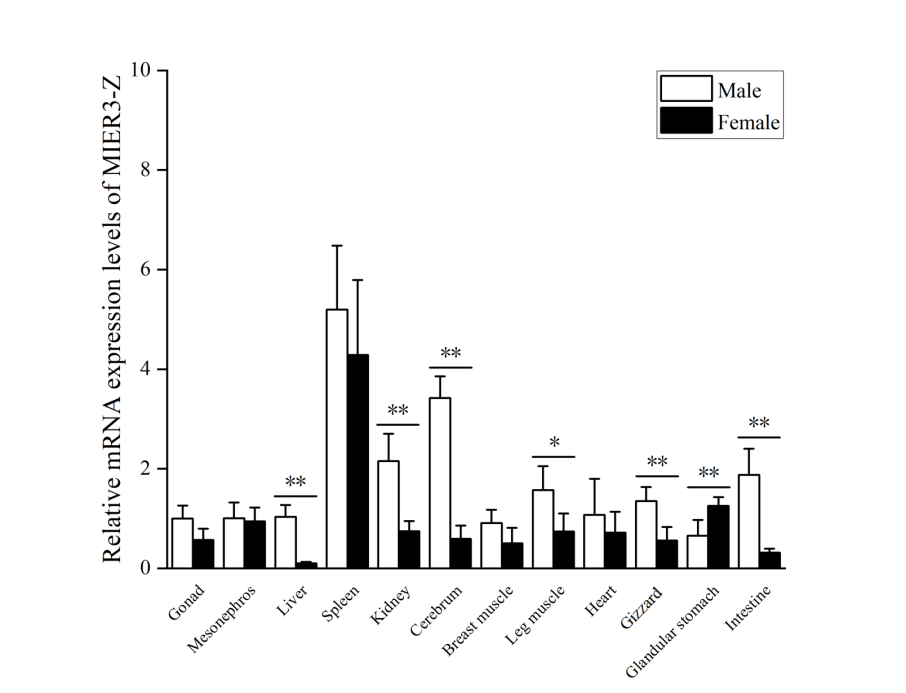 Relative mRNA expression levels of MIER3-Z
10
8
6
4
2
0
Male
Female
**
**
**
*
**
**
**
Gonad
Mesonephros
Liver
Spleen
Kidney
Cerebrum
Breast muscle
Leg muscle
Heart
Gizzard
Glandular stomach
Intestine